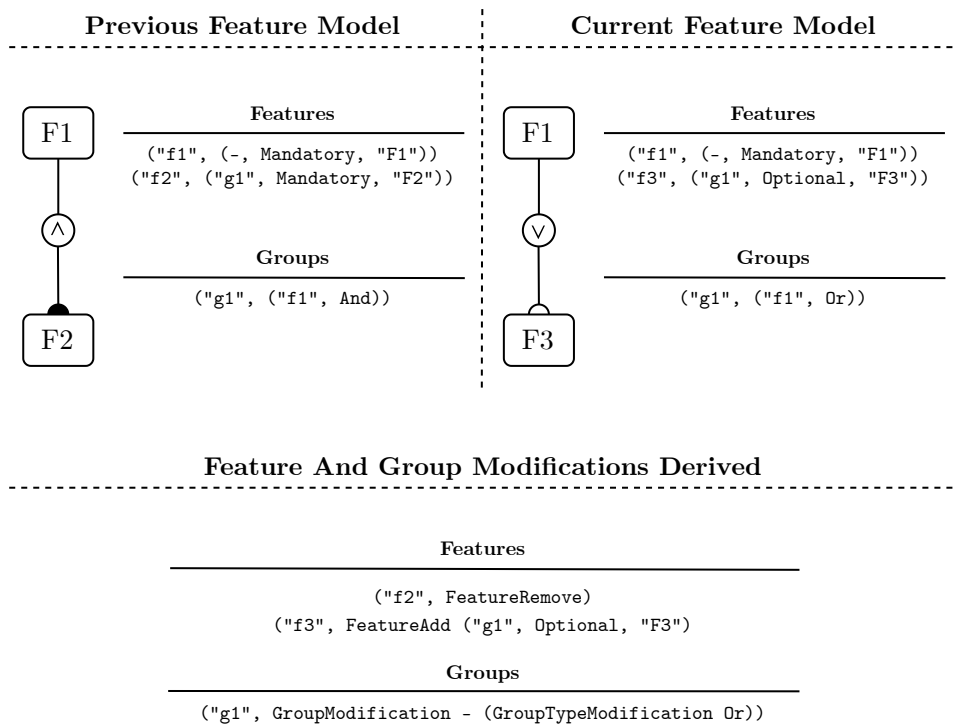 Previous Feature Model
F1
Features
("f1", (-, Mandatory, "F1"))
("f2", ("g1", Mandatory, "F2"))
∧
Groups
("g1", ("f1", And))
F2
Current Feature Model
F1
Features
("f1", (-, Mandatory, "F1"))
("f3", ("g1", Optional, "F3"))
∨
Groups
("g1", ("f1", Or))
F3
Feature And Group Modifications Derived
Features
("f2", FeatureRemove)
("f3", FeatureAdd ("g1", Optional, "F3")
Groups
("g1", GroupModification - (GroupTypeModification Or))